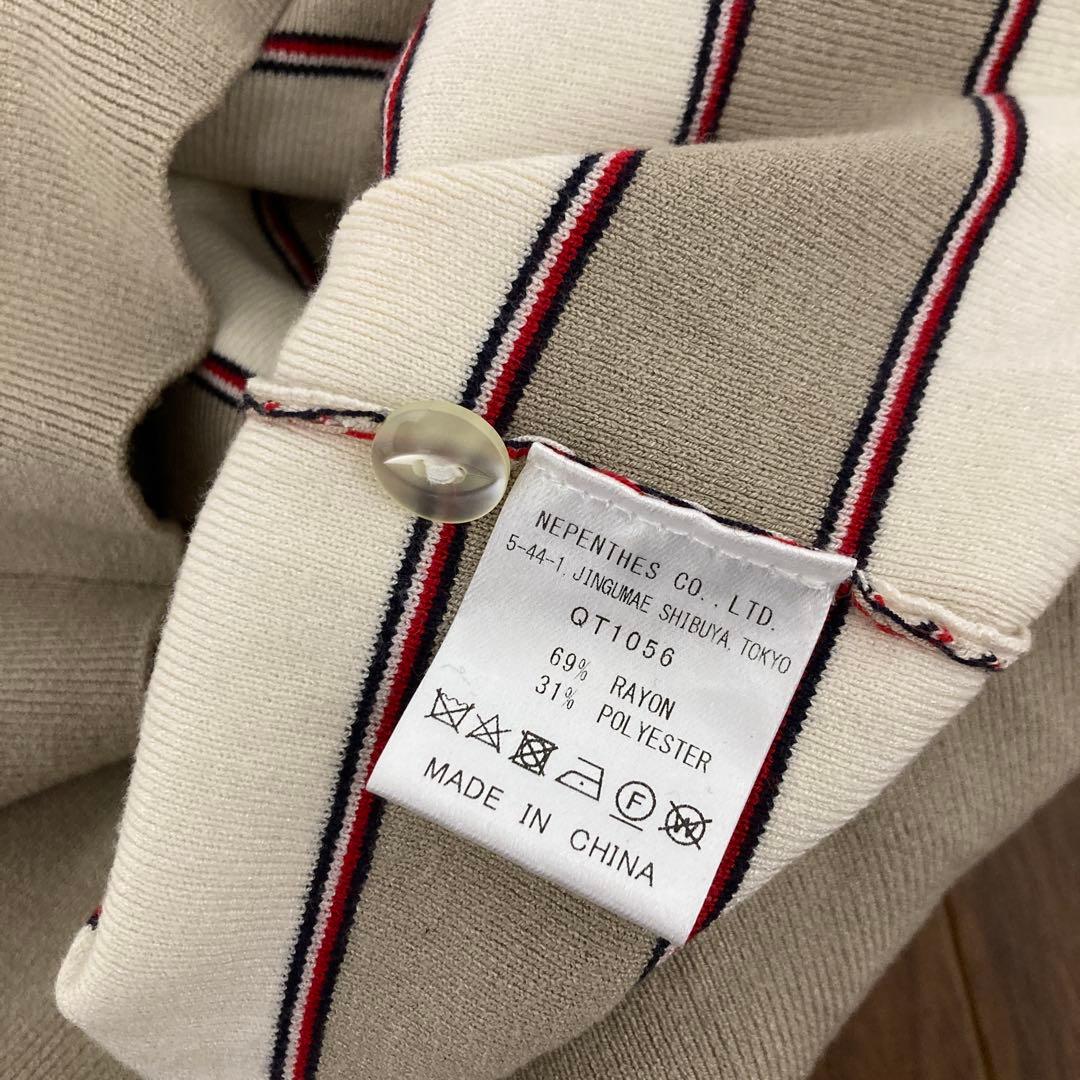 NEPENTHES CO., LTD.
5-44-1, JINGUMAE SHIBUYA, TOKYO
QT1056
69% RAYON
31% POLYESTER
F W
MADE IN CHINA